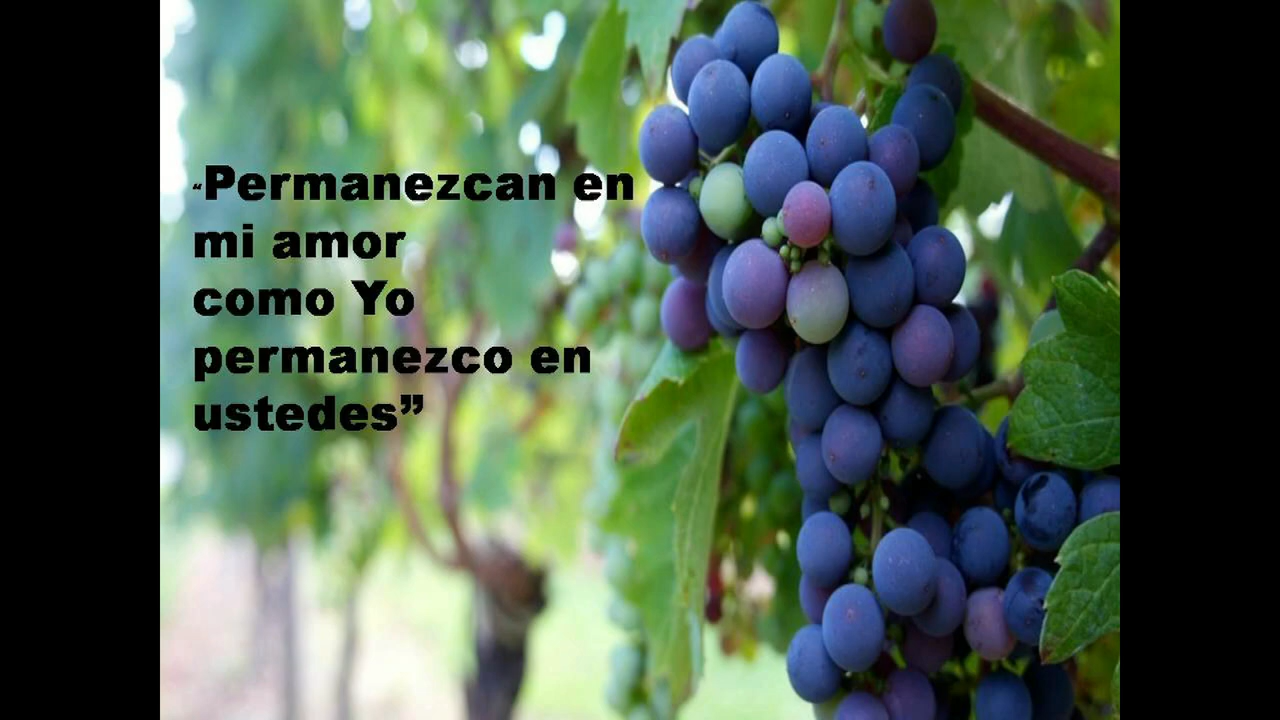 “Permanezcan en
mi amor
como Yo
permanezco en
ustedes”